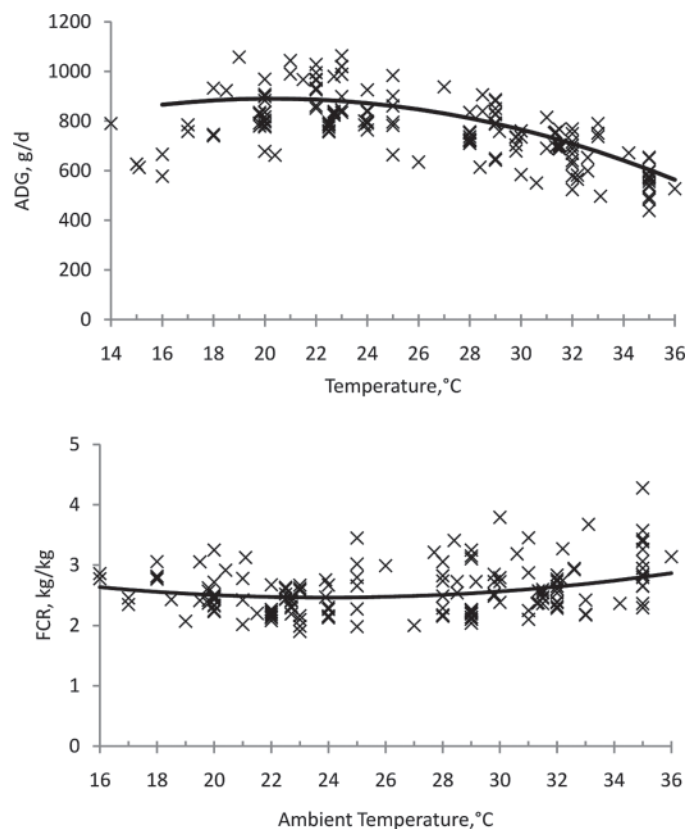 1200
1000
800
600
400
200
0
ADG, g/d
14 16 18 20 22 24 26 28 30 32 34 36
Temperature,°C
5
4
3
2
1
0
FCR, kg/kg
16 18 20 22 24 26 28 30 32 34 36
Ambient Temperature,°C